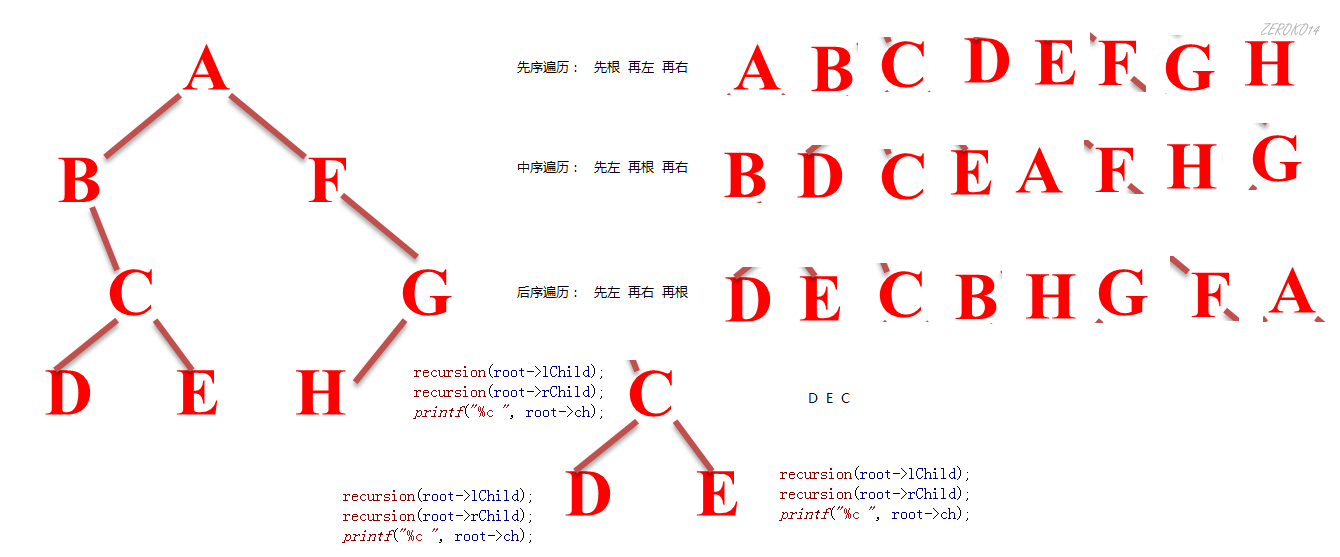 ZEROKO14
A
B F
C G
D E H
先序遍历： 先根 再左 再右 A B C D E F G H
中序遍历： 先左 再根 再右 B D C E A F H G
后序遍历： 先左 再右 再根 D E C B H G F A
recursion(root->lChild);
recursion(root->rChild);
printf("%c ", root->ch);
C
D E
D E C
recursion(root->lChild);
recursion(root->rChild);
printf("%c ", root->ch);
recursion(root->lChild);
recursion(root->rChild);
printf("%c ", root->ch);